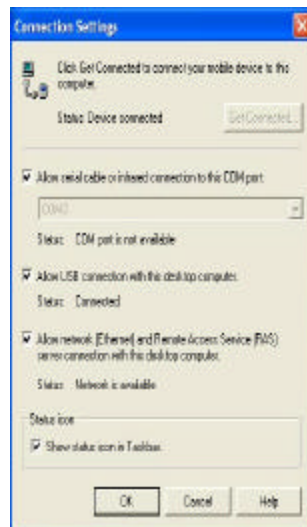 Connection Settings
Click Get Connected to connect your mobile device to this
computer.
Status: Device connected
Get Connected...
Allow serial cable or infrared connection to this COM port:
Status: COM port is not available
Allow USB connection with this desktop computer.
Status: Connected
Allow network (Ethernet) and Remote Access Service (RAS)
server connection with this desktop computer.
Status: Network is available
Status icon
Show status icon in Taskbar.
OK
Cancel
Help